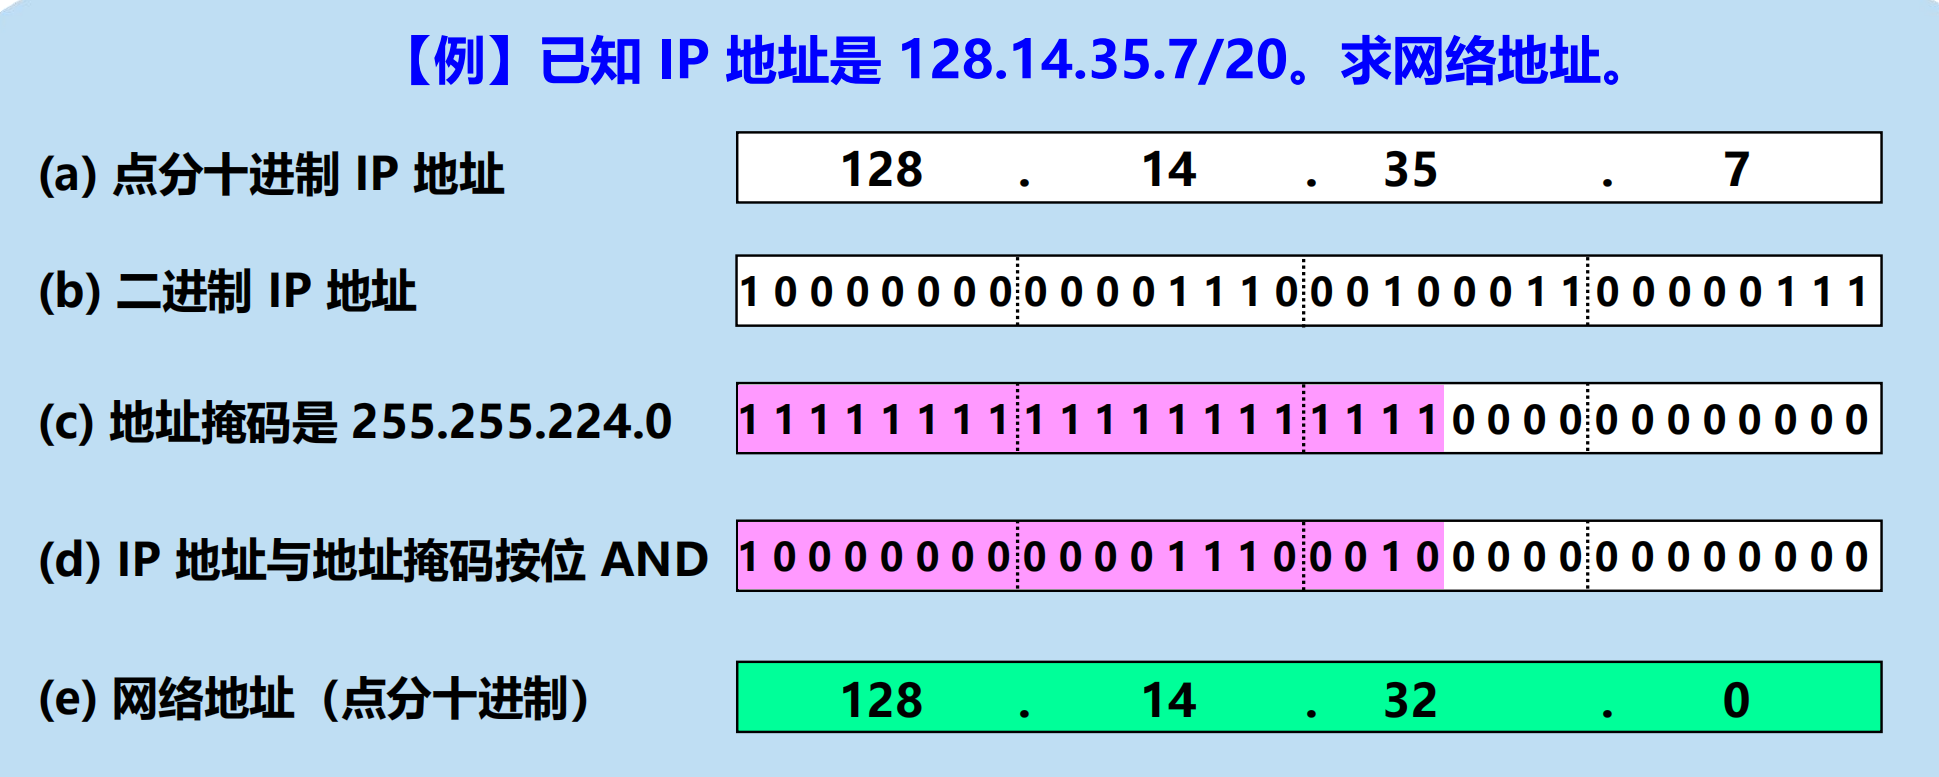 【例】已知 IP 地址是 128.14.35.7/20。求网络地址。
(a) 点分十进制 IP 地址 128 . 14 . 35 . 7
(b) 二进制 IP 地址 1 0 0 0 0 0 0 0 0 0 0 0 1 1 1 0 0 0 1 0 0 0 1 1 0 0 0 0 0 1 1 1
(c) 地址掩码是 255.255.224.0 1 1 1 1 1 1 1 1 1 1 1 1 1 1 1 1 1 1 1 1 0 0 0 0 0 0 0 0 0 0 0 0
(d) IP 地址与地址掩码按位 AND 1 0 0 0 0 0 0 0 0 0 0 0 1 1 1 0 0 0 1 0 0 0 0 0 0 0 0 0 0 0 0 0
(e) 网络地址（点分十进制） 128 . 14 . 32 . 0